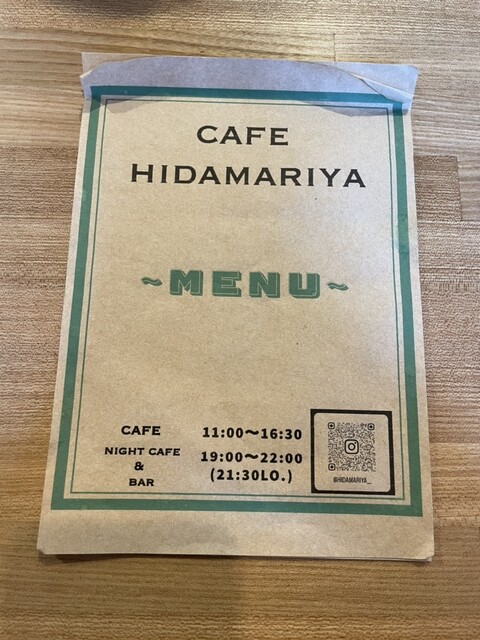 CAFE
HIDAMARIYA
~MENU~
CAFE 11:00〜16:30
NIGHT CAFE & BAR 19:00〜22:00
(21:30LO.)
@HIDAMARIYA_